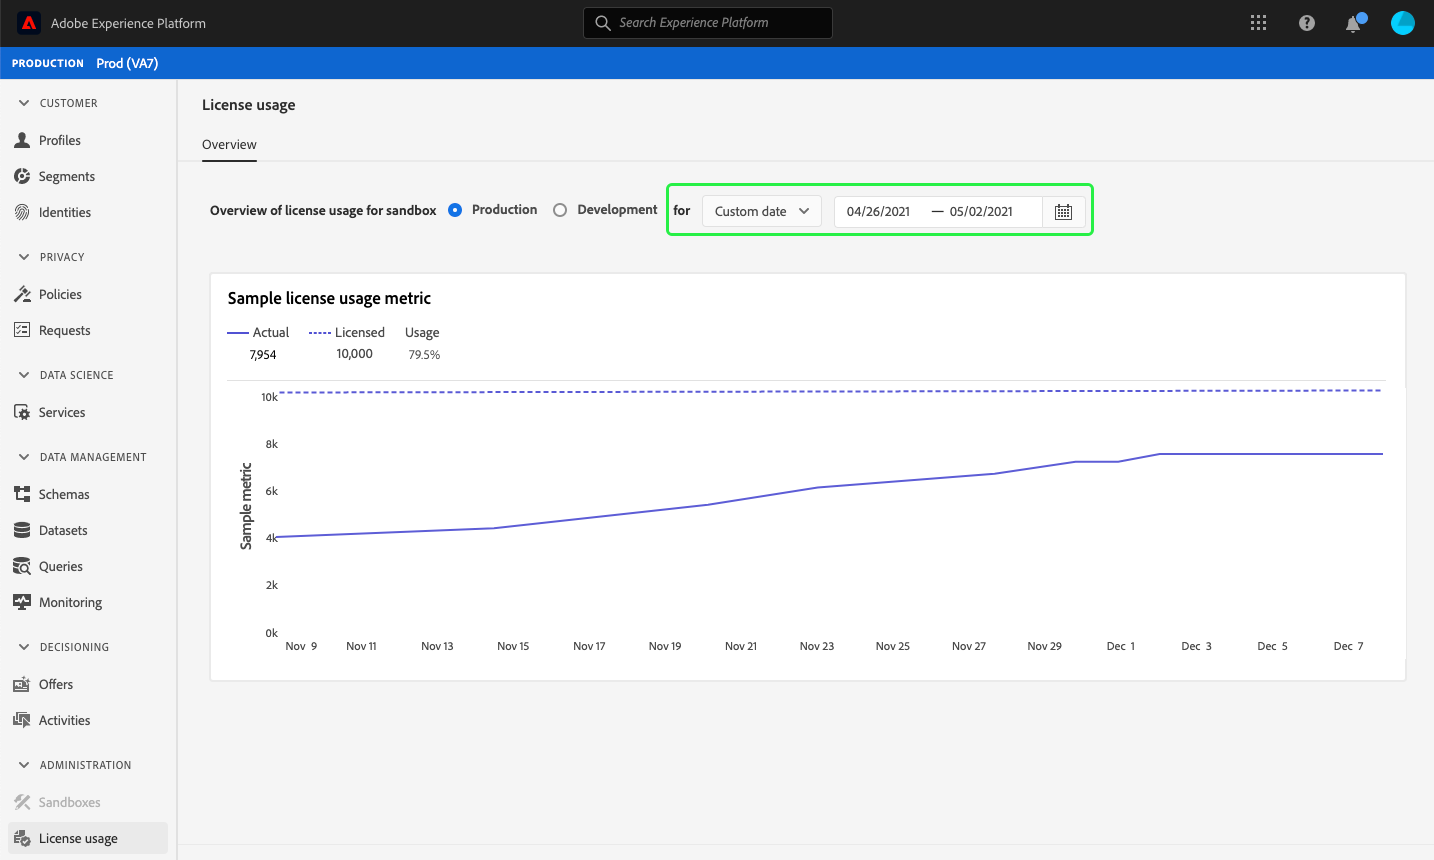 Adobe Experience Platform
Search Experience Platform
PRODUCTION Prod (VA7)
CUSTOMER
Profiles
Segments
Identities
PRIVACY
Policies
Requests
DATA SCIENCE
Services
DATA MANAGEMENT
Schemas
Datasets
Queries
Monitoring
DECISIONING
Offers
Activities
ADMINISTRATION
Sandboxes
License usage
License usage
Overview
Overview of license usage for sandbox Production Development for Custom date 04/26/2021 — 05/02/2021
Sample license usage metric
Actual Licensed Usage
7,954 10,000 79.5%
Sample metric
10k
8k
6k
4k
2k
0k
Nov 9 Nov 11 Nov 13 Nov 15 Nov 17 Nov 19 Nov 21 Nov 23 Nov 25 Nov 27 Nov 29 Dec 1 Dec 3 Dec 5 Dec 7